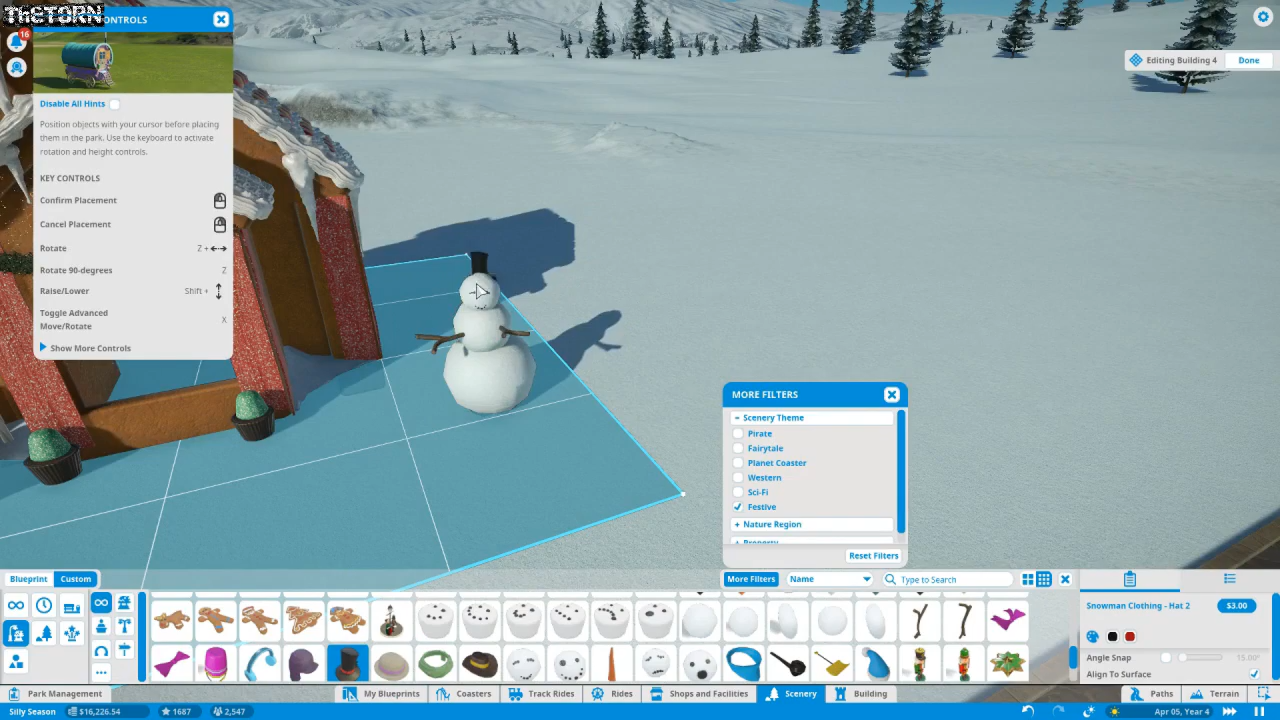 THETORN
CONTROLS
16
Disable All Hints
Position objects with your cursor before placing
them in the park. Use the keyboard to activate
rotation and height controls.
KEY CONTROLS
Confirm Placement
Cancel Placement
Rotate Z +
Rotate 90-degrees Z
Raise/Lower Shift +
Toggle Advanced
Move/Rotate X
Show More Controls
Editing Building 4 Done
MORE FILTERS
- Scenery Theme
Pirate
Fairytale
Planet Coaster
Western
Sci-Fi
Festive
+ Nature Region
+ Property
Reset Filters
Blueprint Custom
More Filters Name Type to Search
Snowman Clothing - Hat 2 $3.00
Angle Snap 15.00°
Align To Surface
Park Management My Blueprints Coasters Track Rides Rides Shops and Facilities Scenery Building Paths Terrain
Silly Season $16,226.54 1687 2,547 Apr 05, Year 4